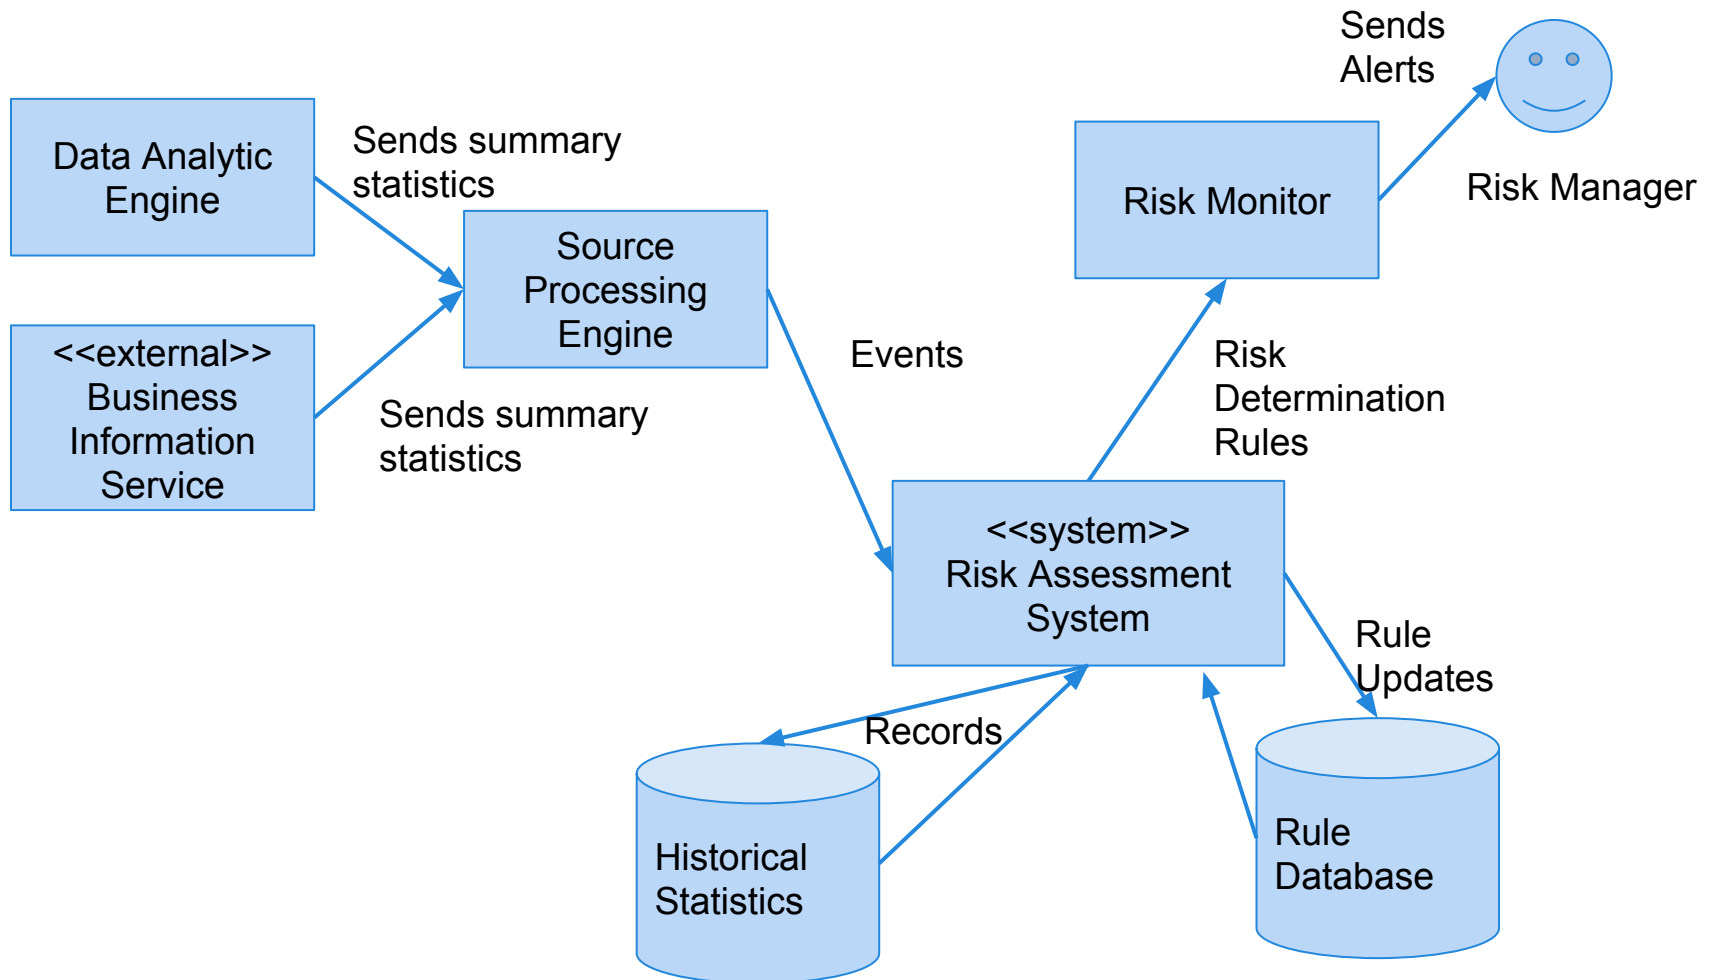 Sends
Alerts
Data Analytic
Engine
Sends summary
statistics
Risk Monitor
Risk Manager
Source
Processing
Engine
<<external>>
Business
Information
Service
Sends summary
statistics
Events
Risk
Determination
Rules
<<system>>
Risk Assessment
System
Rule
Updates
Records
Historical
Statistics
Rule
Database